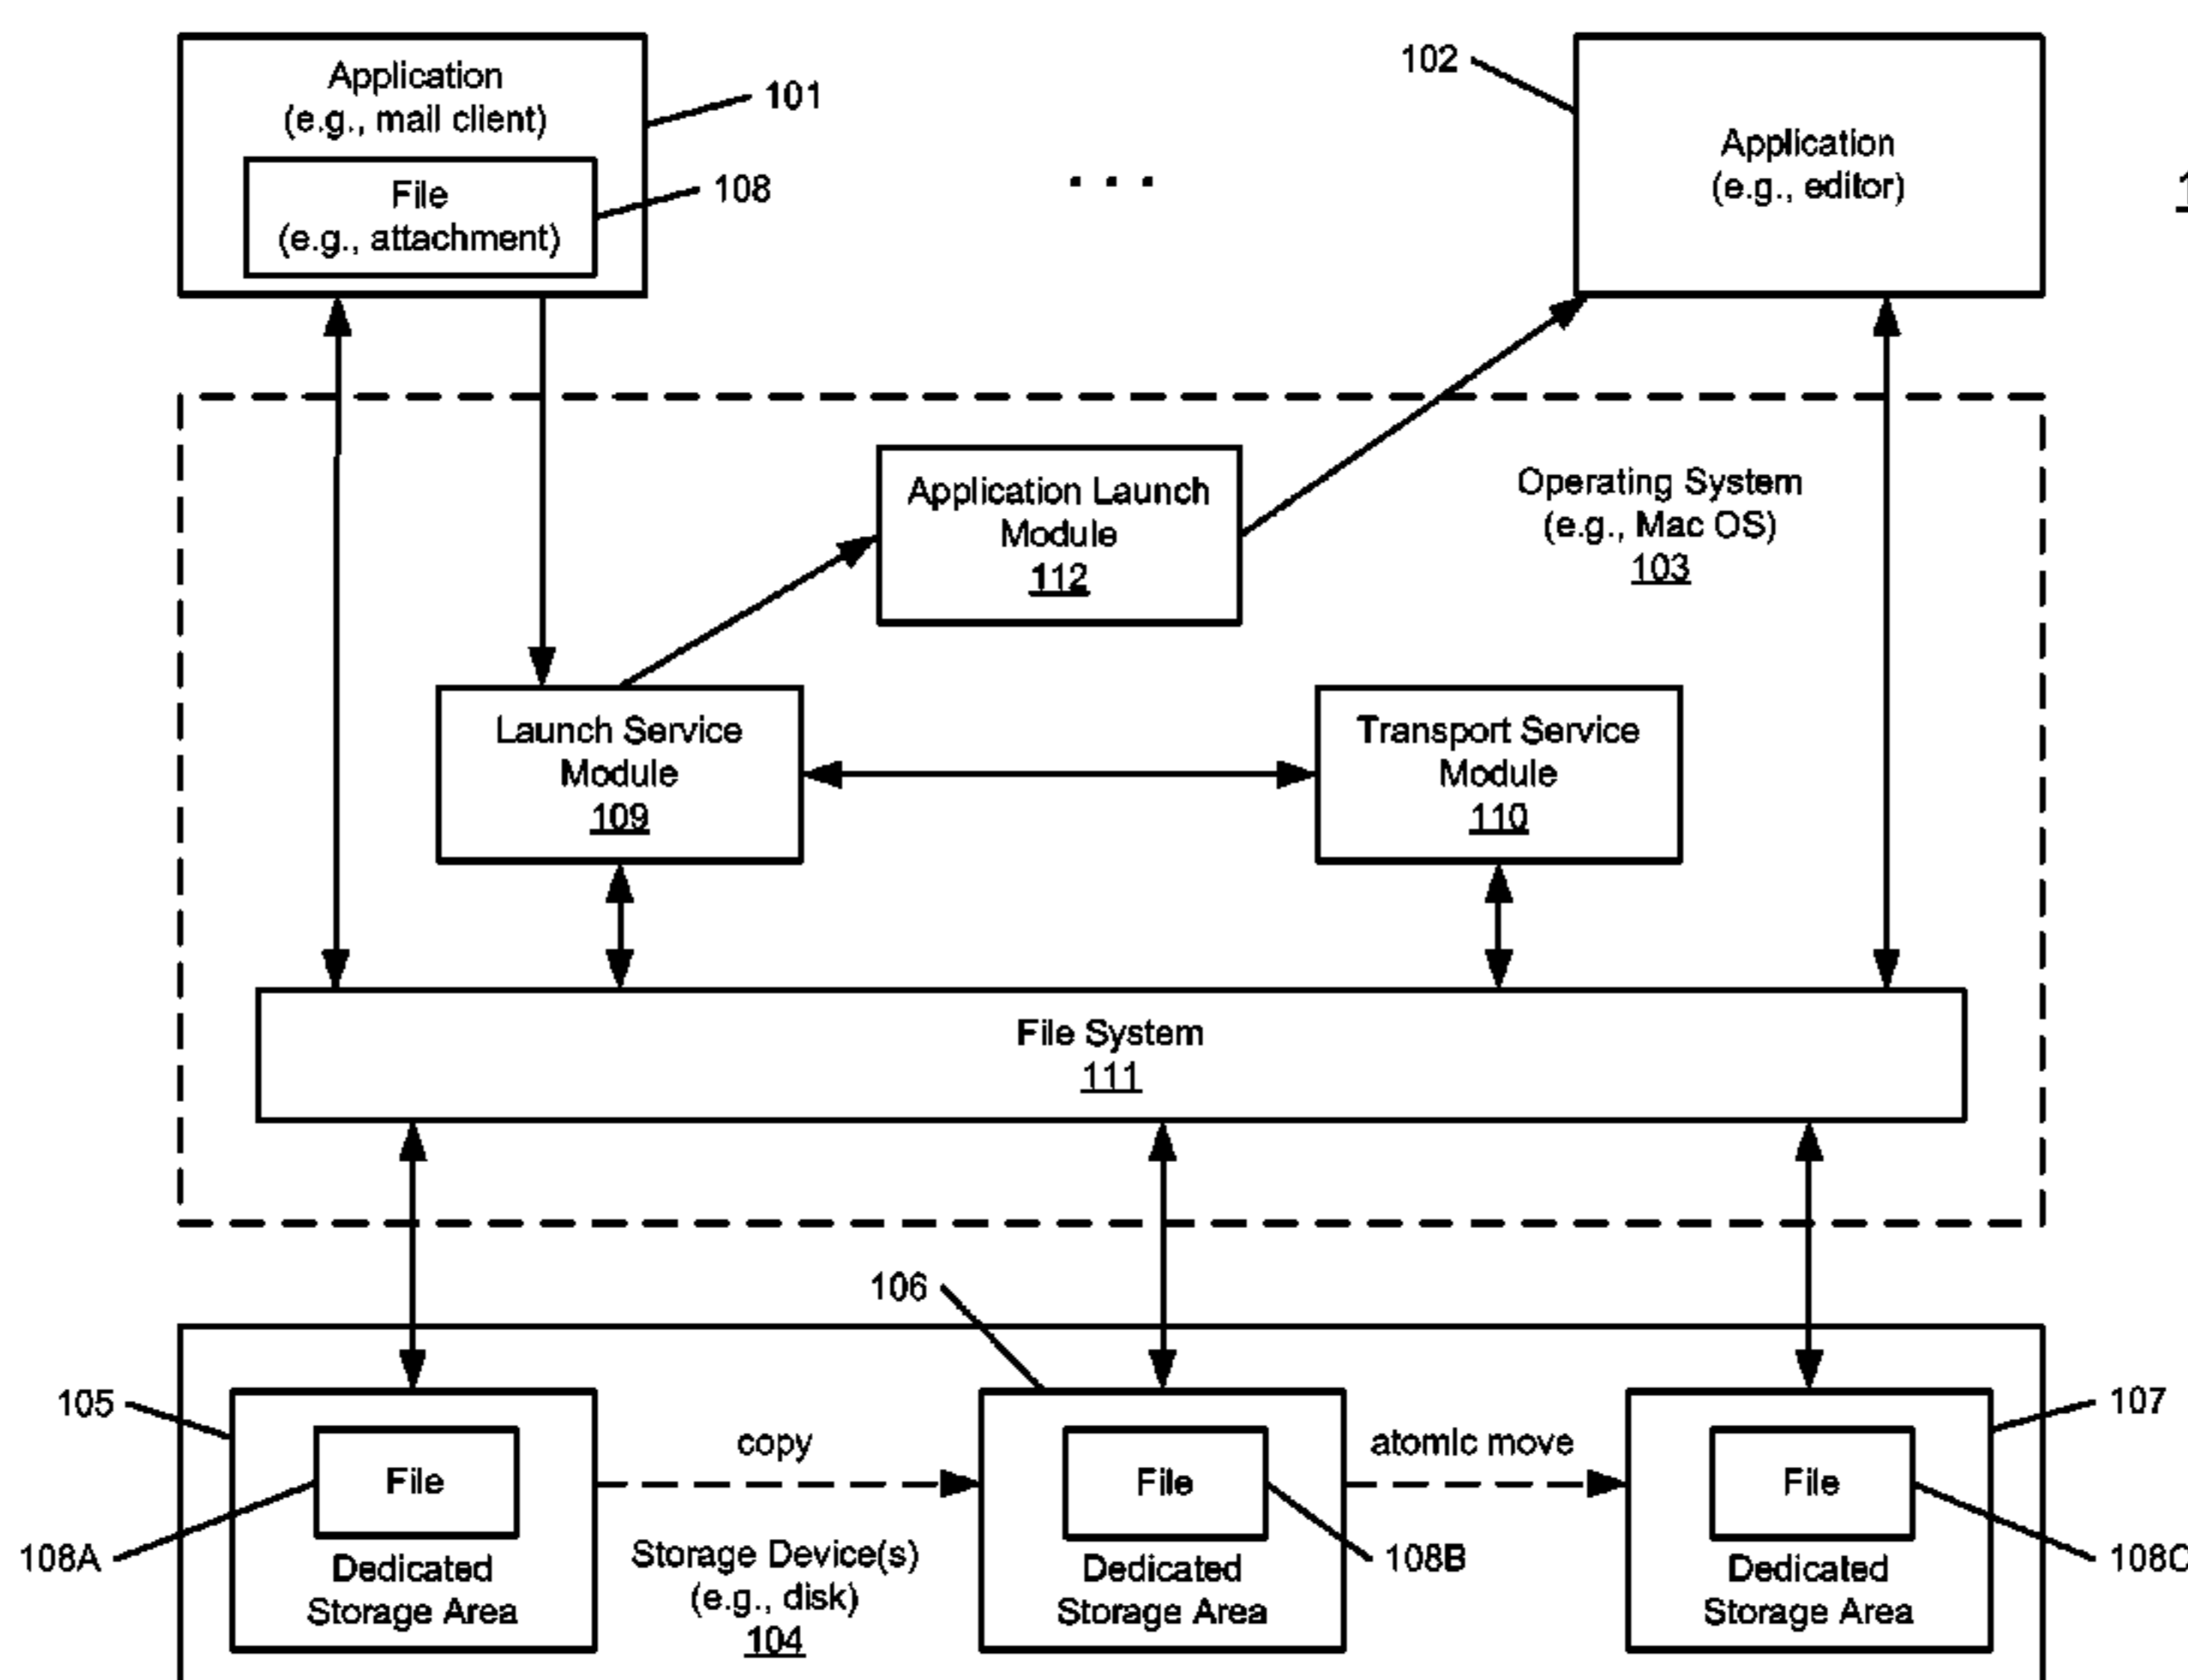 Application
(e.g., mail client)
101
File
(e.g., attachment)
108
. . .
102
Application
(e.g., editor)
Application Launch
Module
112
Operating System
(e.g., Mac OS)
103
Launch Service
Module
109
Transport Service
Module
110
File System
111
105
106
107
File
108A
Dedicated
Storage Area
copy
Storage Device(s)
(e.g., disk)
104
File
108B
Dedicated
Storage Area
atomic move
File
108C
Dedicated
Storage Area